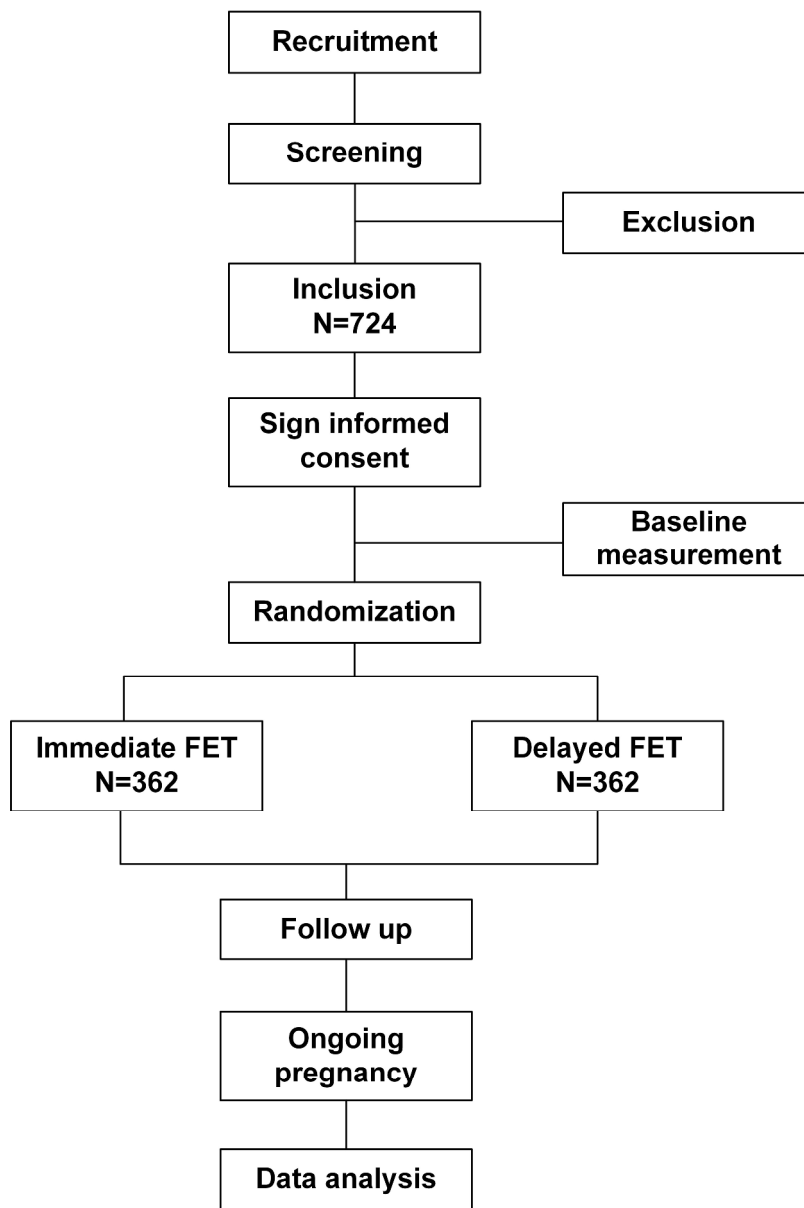 Recruitment
Screening
Exclusion
Inclusion
N=724
Sign informed
consent
Baseline
measurement
Randomization
Immediate FET
N=362
Delayed FET
N=362
Follow up
Ongoing
pregnancy
Data analysis